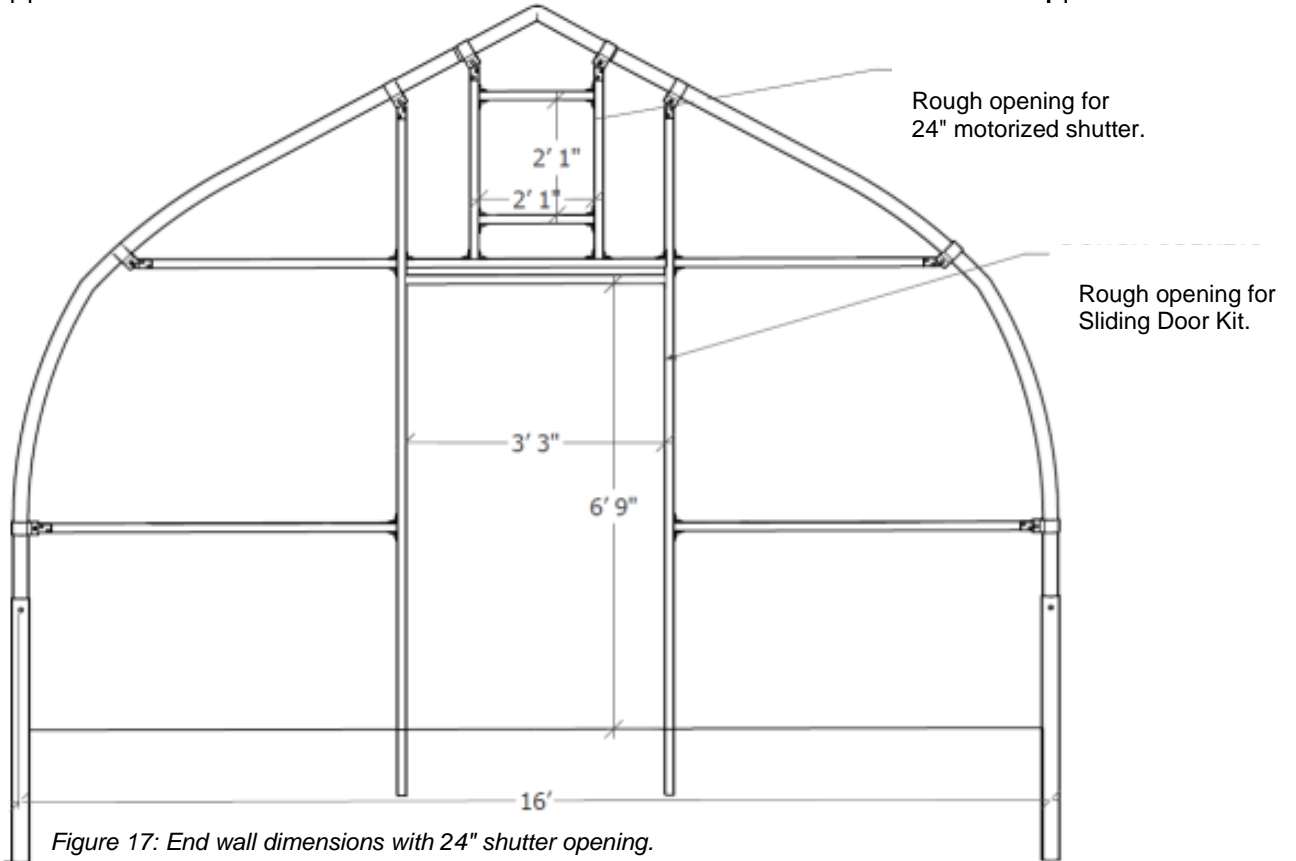 Rough opening for
24" motorized shutter.
2' 1"
2' 1"
Rough opening for
Sliding Door Kit.
3' 3"
6' 9"
16'
Figure 17: End wall dimensions with 24" shutter opening.